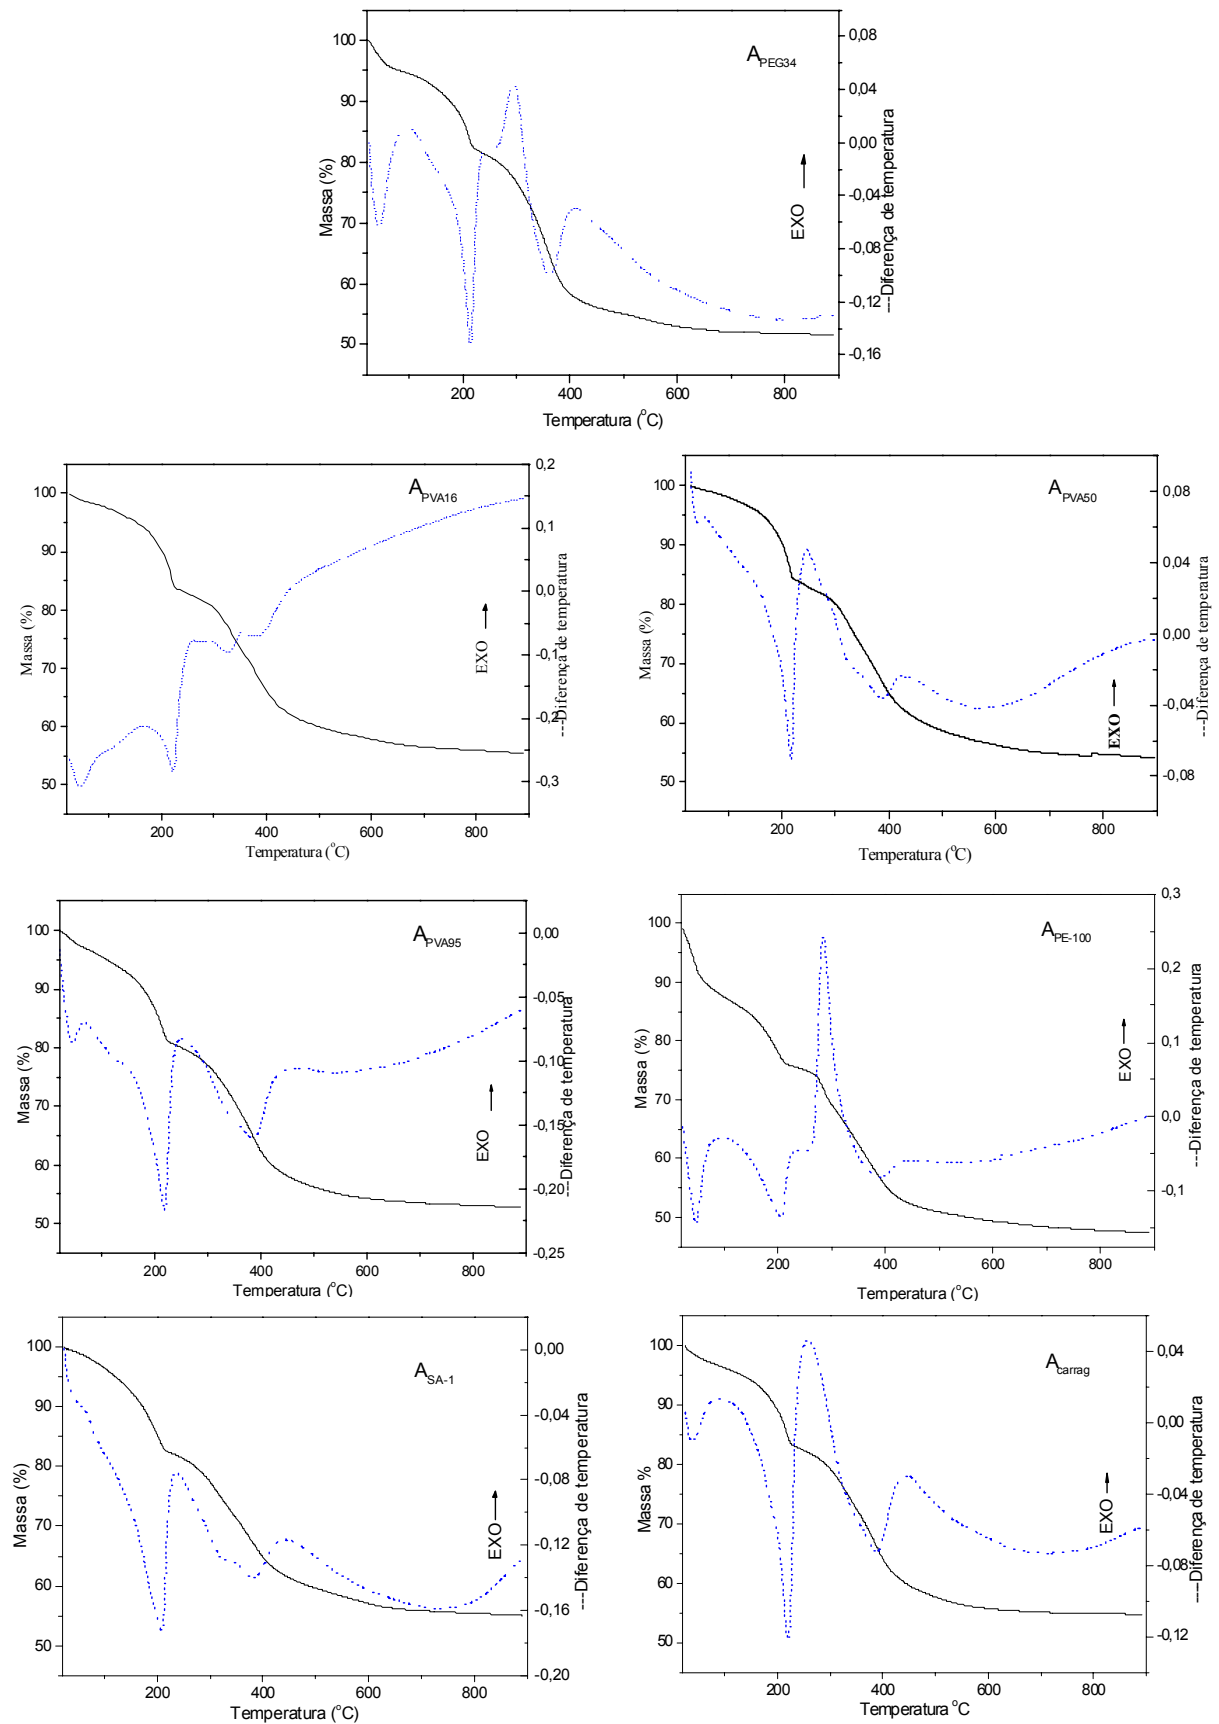 A_PEG34
100
90
80
70
60
50
Massa (%)
0,08
0,04
0,00
-0,04
-0,08
-0,12
-0,16
---Diferença de temperatura
EXO
200 400 600 800
Temperatura (°C)
A_PVA16
100
90
80
70
60
50
Massa (%)
0,2
0,1
0,0
-0,1
-0,2
-0,3
---Diferença de temperatura
EXO
200 400 600 800
Temperatura (°C)
A_PVA50
100
90
80
70
60
50
Massa (%)
0,08
0,04
0,00
-0,04
-0,08
---Diferença de temperatura
EXO
200 400 600 800
Temperatura (°C)
A_PVA95
100
90
80
70
60
50
Massa (%)
0,00
-0,05
-0,10
-0,15
-0,20
-0,25
---Diferença de temperatura
EXO
200 400 600 800
Temperatura (°C)
A_PE-100
100
90
80
70
60
50
Massa (%)
0,3
0,2
0,1
0,0
-0,1
---Diferença de temperatura
EXO
200 400 600 800
Temperatura (°C)
A_SA-1
100
90
80
70
60
50
Massa (%)
0,00
-0,04
-0,08
-0,12
-0,16
-0,20
---Diferença de temperatura
EXO
200 400 600 800
Temperatura (°C)
A_carrag
100
90
80
70
60
50
Massa %
0,04
0,00
-0,04
-0,08
-0,12
---Diferença de temperatura
EXO
200 400 600 800
Temperatura °C)